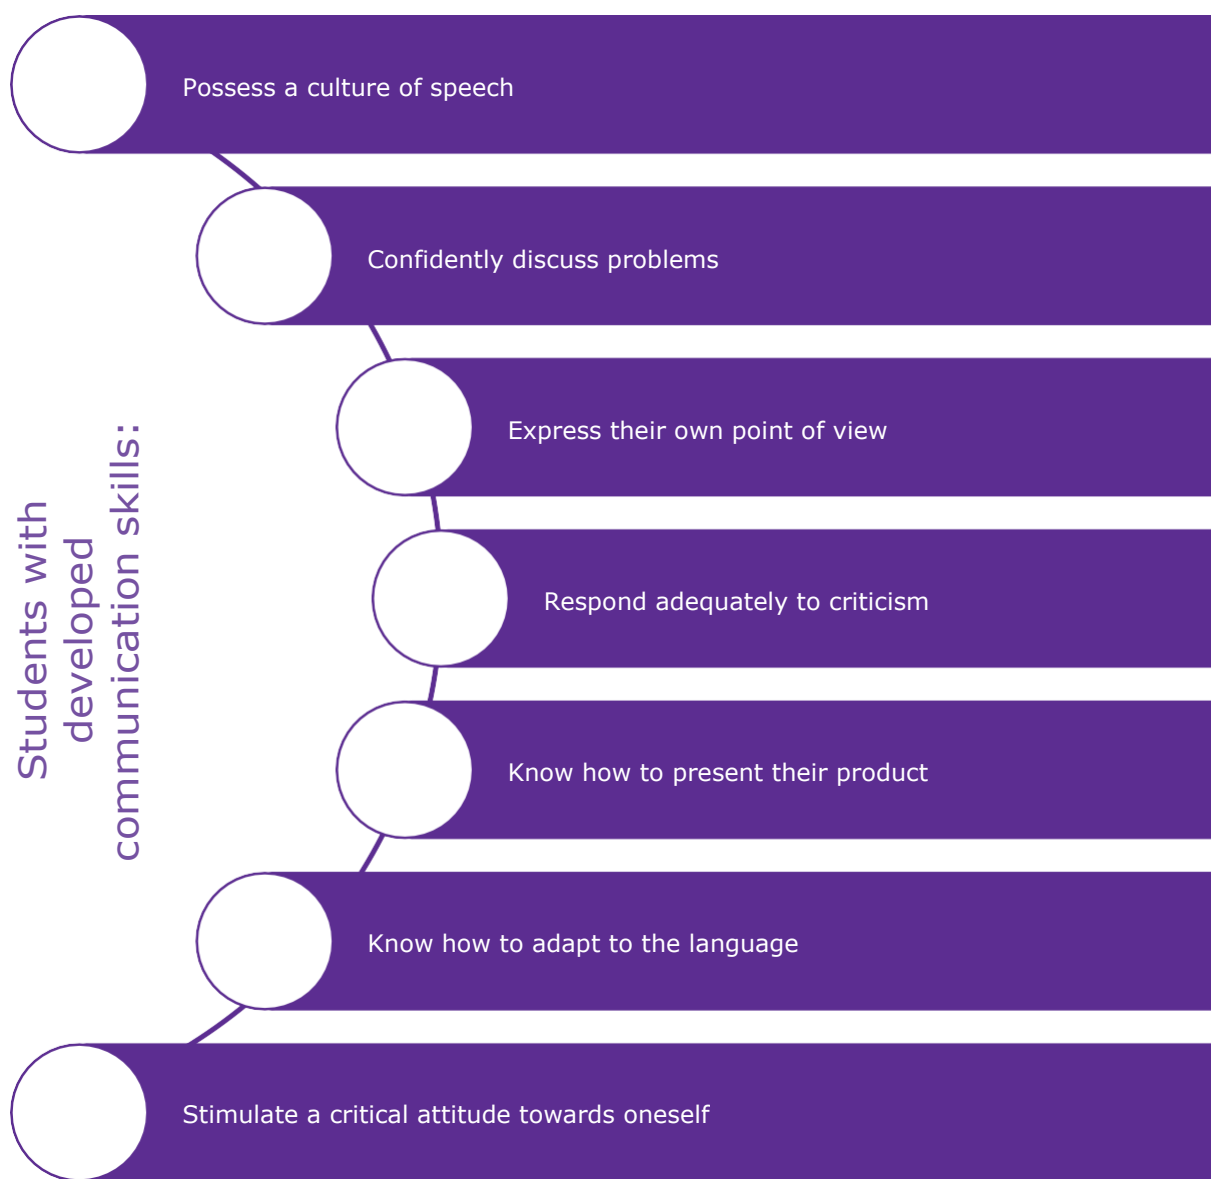 Students with
developed
communication skills:
Possess a culture of speech
Confidently discuss problems
Express their own point of view
Respond adequately to criticism
Know how to present their product
Know how to adapt to the language
Stimulate a critical attitude towards oneself